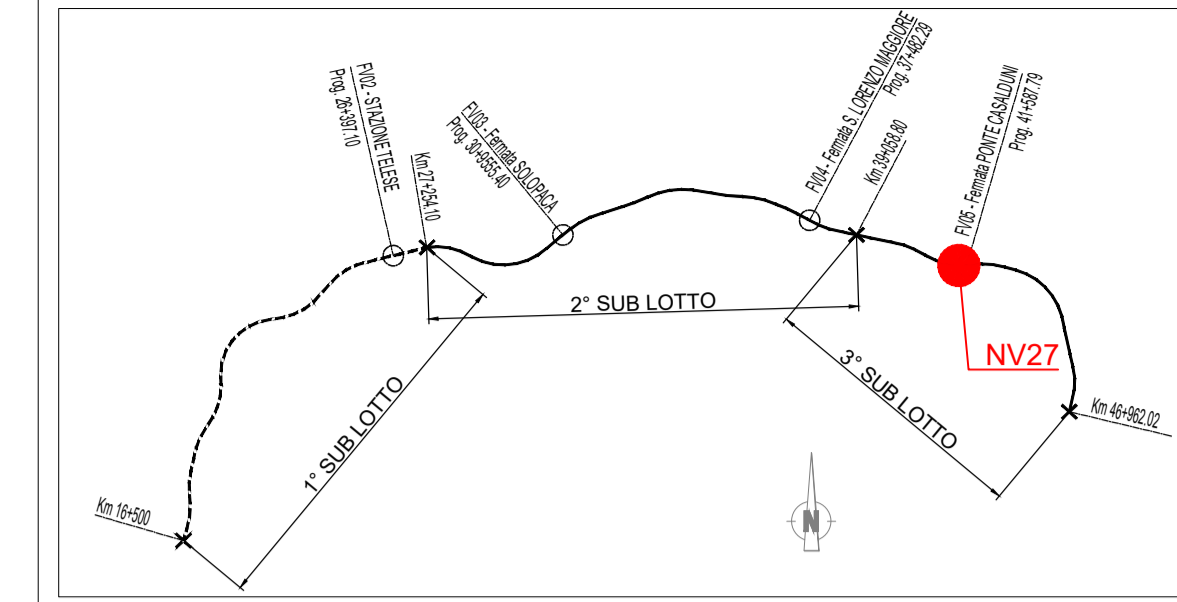 FV02 - STAZIONE TELESE
Prog. 26+397.10
Km 27+254.10
FV03 - Fermata SOLOPACA
Prog. 30+9555.40
FV04 - Fermata S. LORENZO MAGGIORE
Prog. 37+482.29
Km 39+058.80
FV05 - Fermata PONTE CASALDUNI
Prog. 41+587.79
2° SUB LOTTO
NV27
3° SUB LOTTO
1° SUB LOTTO
Km 46+962.02
Km 16+500
N